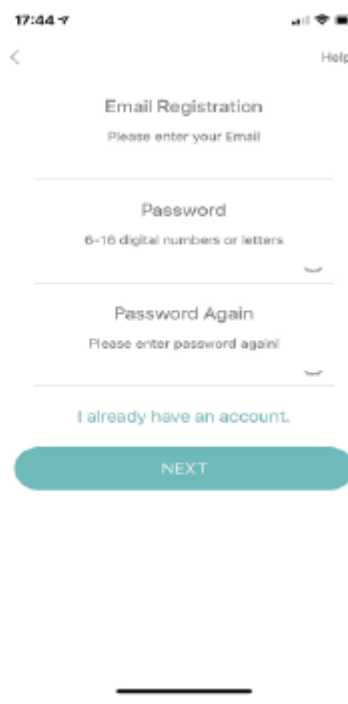 17:44
Help
Email Registration
Please enter your Email
Password
6-16 digital numbers or letters
Password Again
Please enter password again!
I already have an account.
NEXT